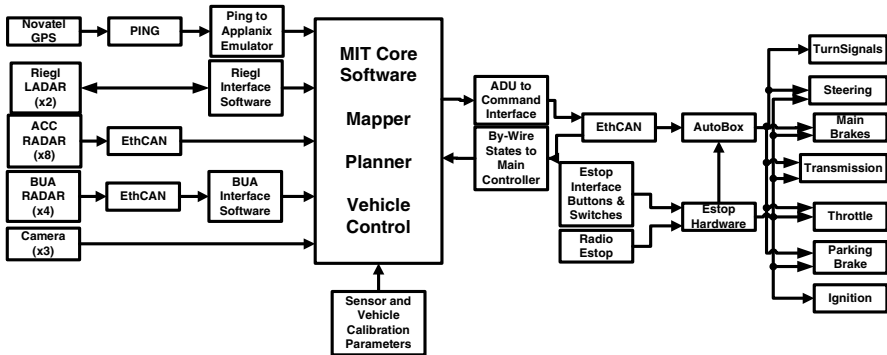 Novatel
GPS
PING
Ping to
Applanix
Emulator
Riegl
LADAR
(x2)
Riegl
Interface
Software
ACC
RADAR
(x8)
EthCAN
BUA
RADAR
(x4)
EthCAN
BUA
Interface
Software
Camera
(x3)
MIT Core
Software
Mapper
Planner
Vehicle
Control
Sensor and
Vehicle
Calibration
Parameters
ADU to
Command
Interface
By-Wire
States to
Main
Controller
EthCAN
AutoBox
Estop
Interface
Buttons &
Switches
Radio
Estop
Estop
Hardware
TurnSignals
Steering
Main
Brakes
Transmission
Throttle
Parking
Brake
Ignition